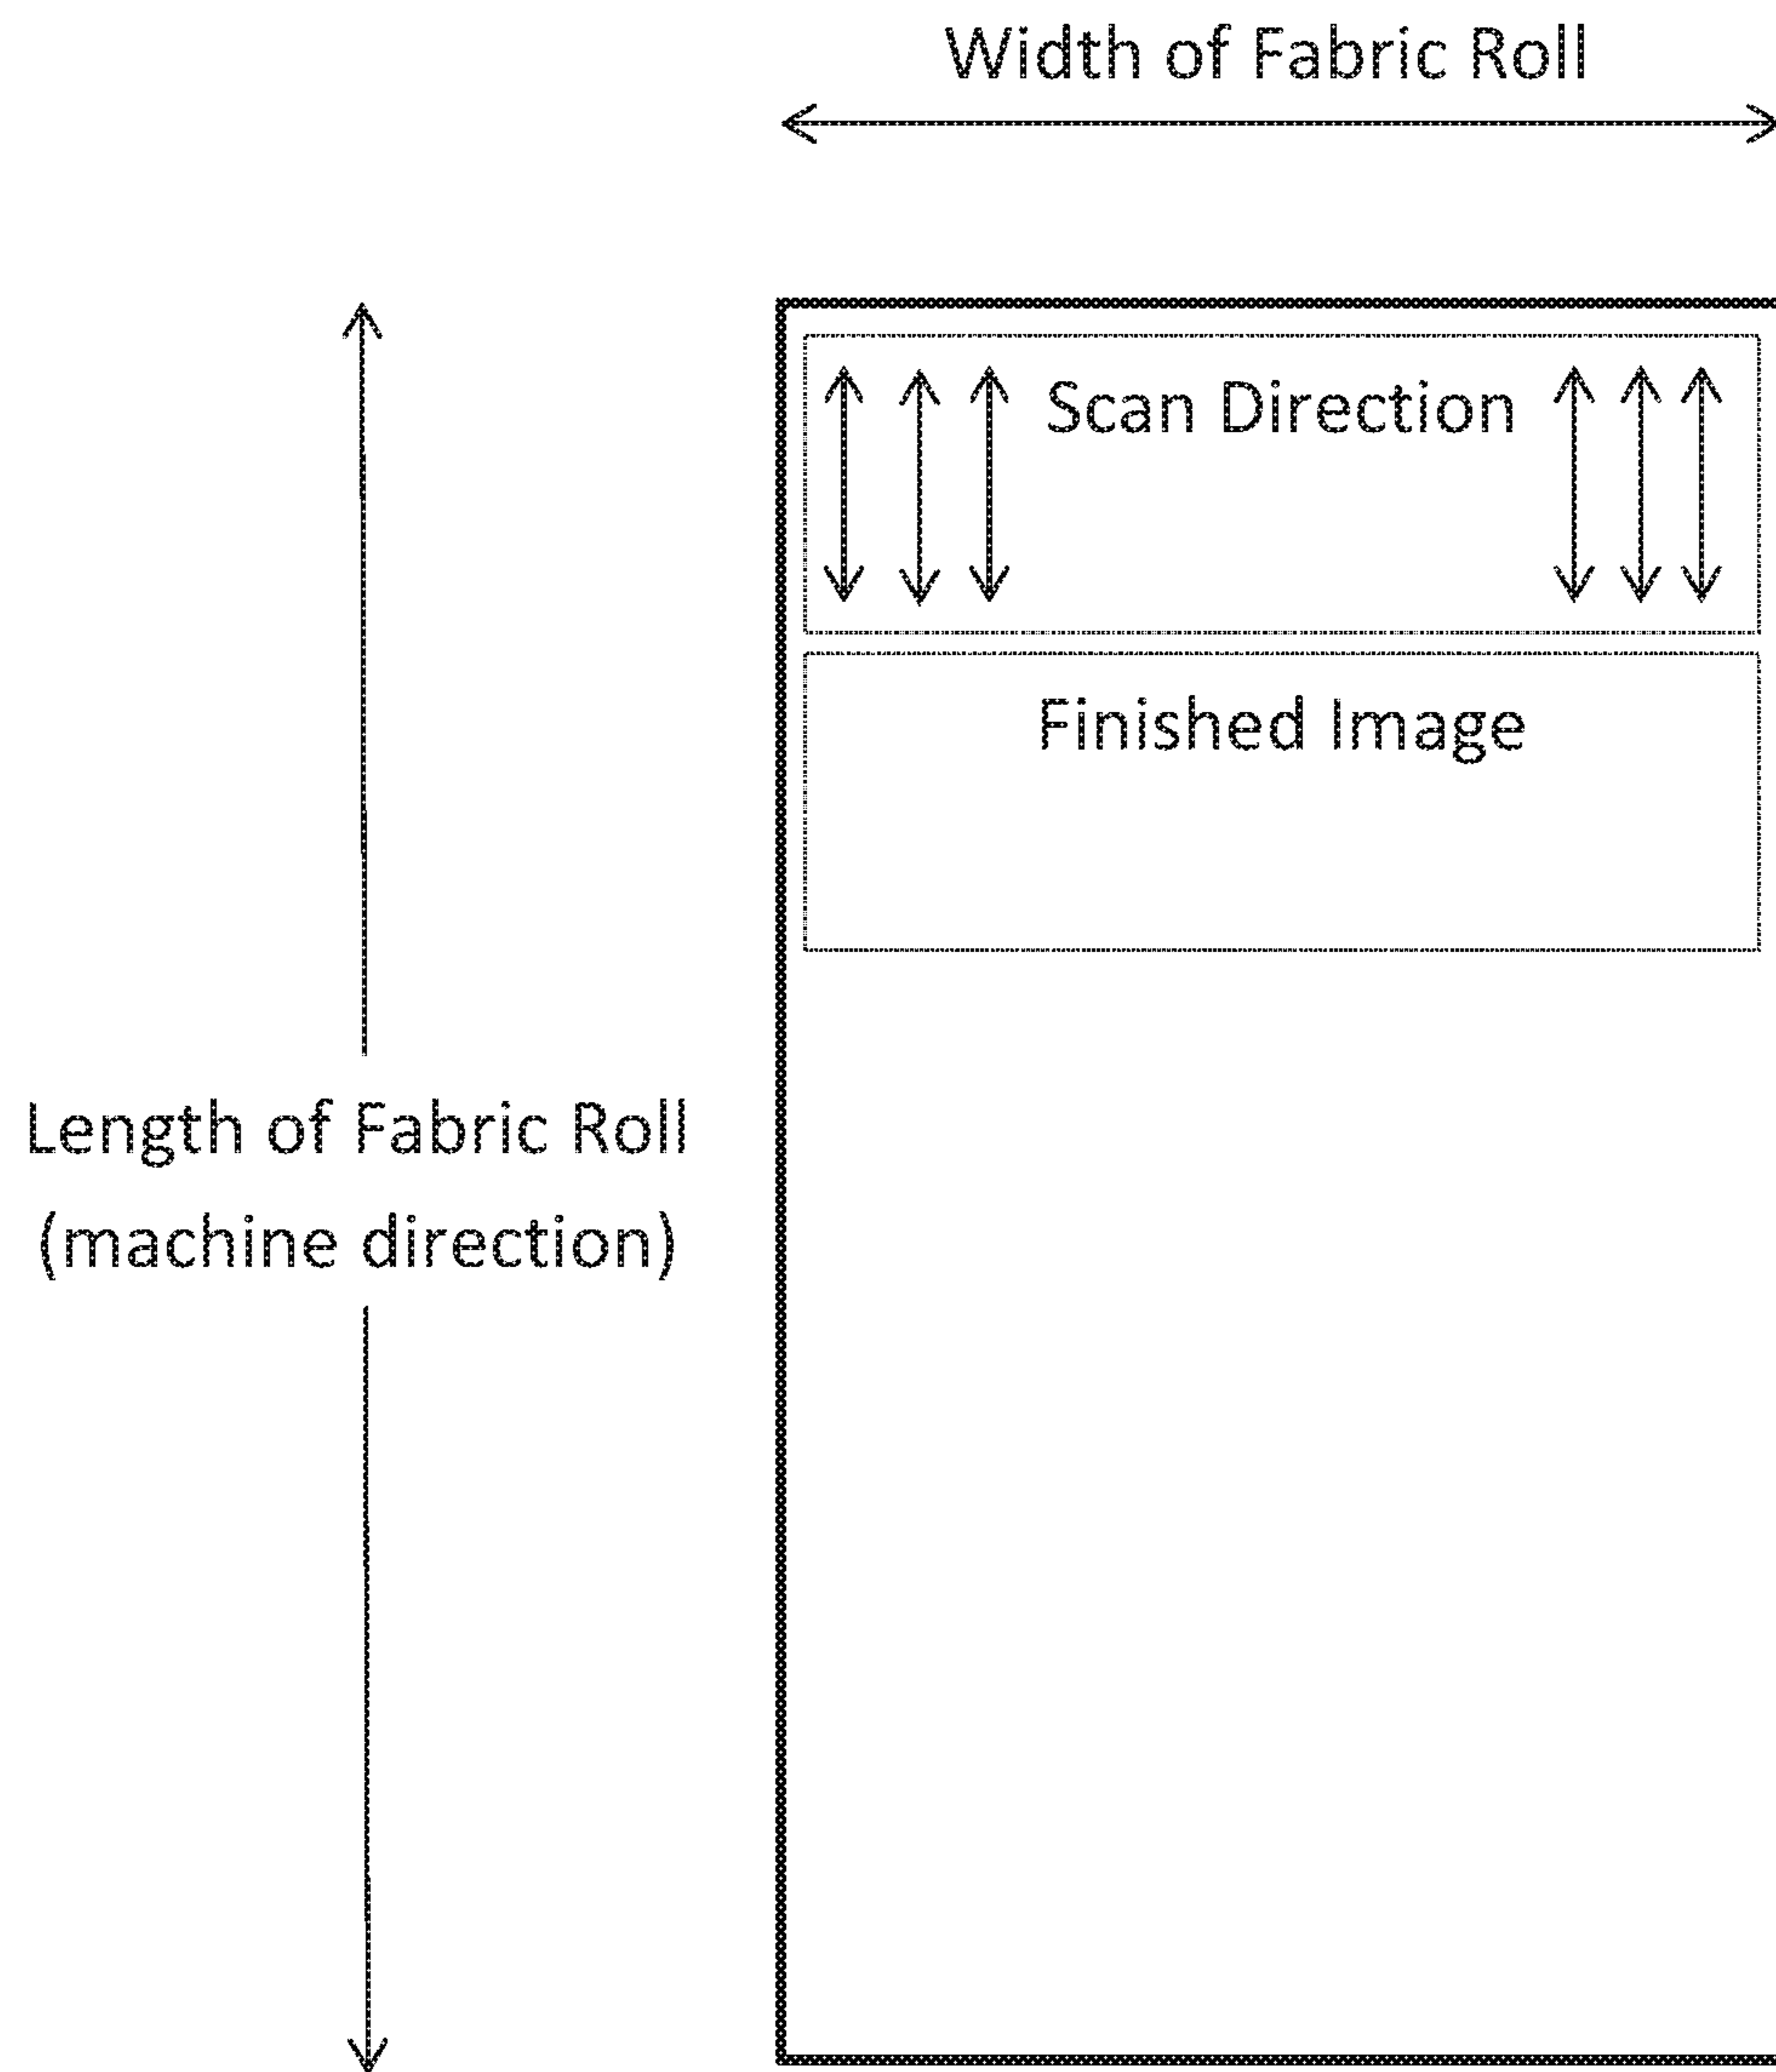 Width of Fabric Roll
Scan Direction
Finished Image
Length of Fabric Roll
(machine direction)